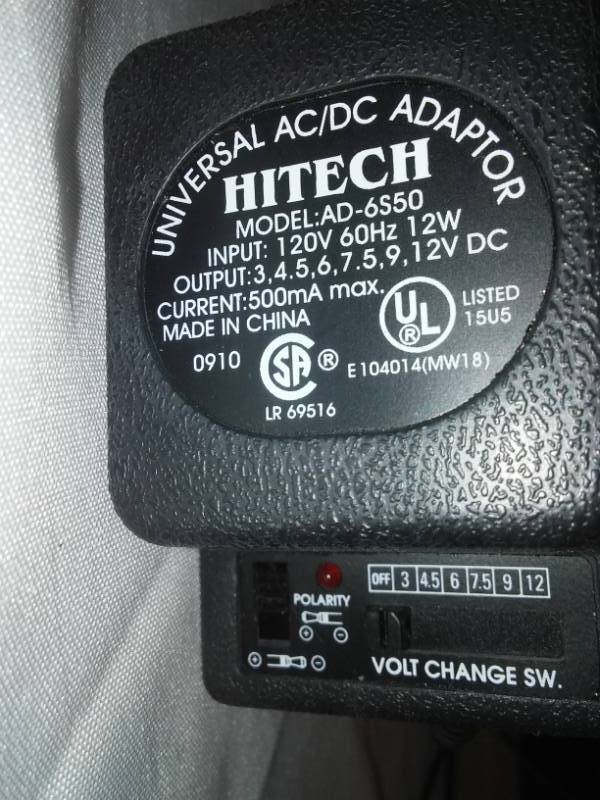 UNIVERSAL AC/DC ADAPTOR
HITECH
MODEL:AD-6S50
INPUT: 120V 60Hz 12W
OUTPUT:3,4.5,6,7.5,9,12V DC
CURRENT:500mA max.
MADE IN CHINA
UL ®
LISTED
15U5
0910
SA ®
E104014(MW18)
LR 69516
OFF 3 4.5 6 7.5 9 12
POLARITY
+ -
+ -
VOLT CHANGE SW.